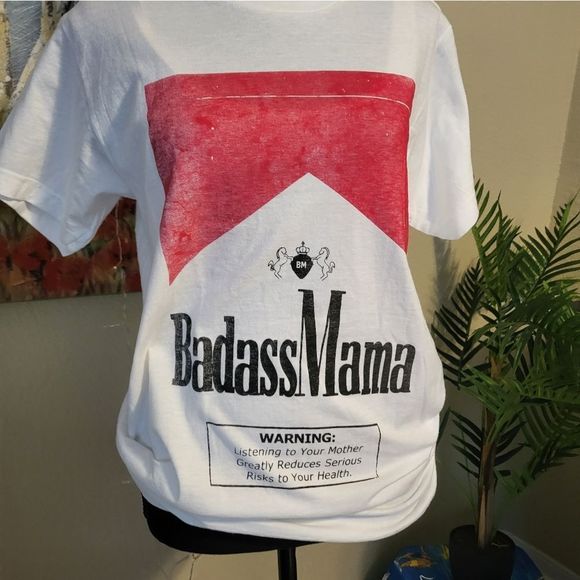 BM
BadassMama
WARNING:
Listening to Your Mother
Greatly Reduces Serious
Risks to Your Health.